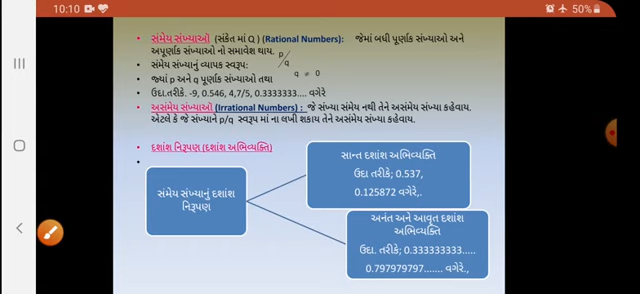 10:10
50%
• સંમેય સંખ્યાઓ (સંકેત માં Q ) (Rational Numbers): જેમાં બધી પૂર્ણાંક સંખ્યાઓ અને
અપૂર્ણાંક સંખ્યાઓ નો સમાવેશ થાય.
• સંમેય સંખ્યાનું વ્યાપક સ્વરૂપ: p/q
• જ્યાં p અને q પૂર્ણાંક સંખ્યાઓ તથા q ≠ 0
• ઉદા.તરીકે. -9, 0.546, 4,7/5, 0.3333333.... વગેરે
• અસંમેય સંખ્યાઓ (Irrational Numbers) : જે સંખ્યા સંમેય નથી તેને અસંમેય સંખ્યા કહેવાય.
એટલે કે જે સંખ્યાને p/q સ્વરૂપ માં ના લખી શકાય તેને અસંમેય સંખ્યા કહેવાય.
• દશાંશ નિરૂપણ (દશાંશ અભિવ્યક્તિ)
•
સંમેય સંખ્યાનું દશાંશ
નિરૂપણ
સાન્ત દશાંશ અભિવ્યક્તિ
ઉદા તરીકે; 0.537,
0.125872 વગેરે,.
અનંત અને આવૃત દશાંશ
અભિવ્યક્તિ
ઉદા. તરીકે; 0.333333333.....
0.797979797....... વગેરે.,